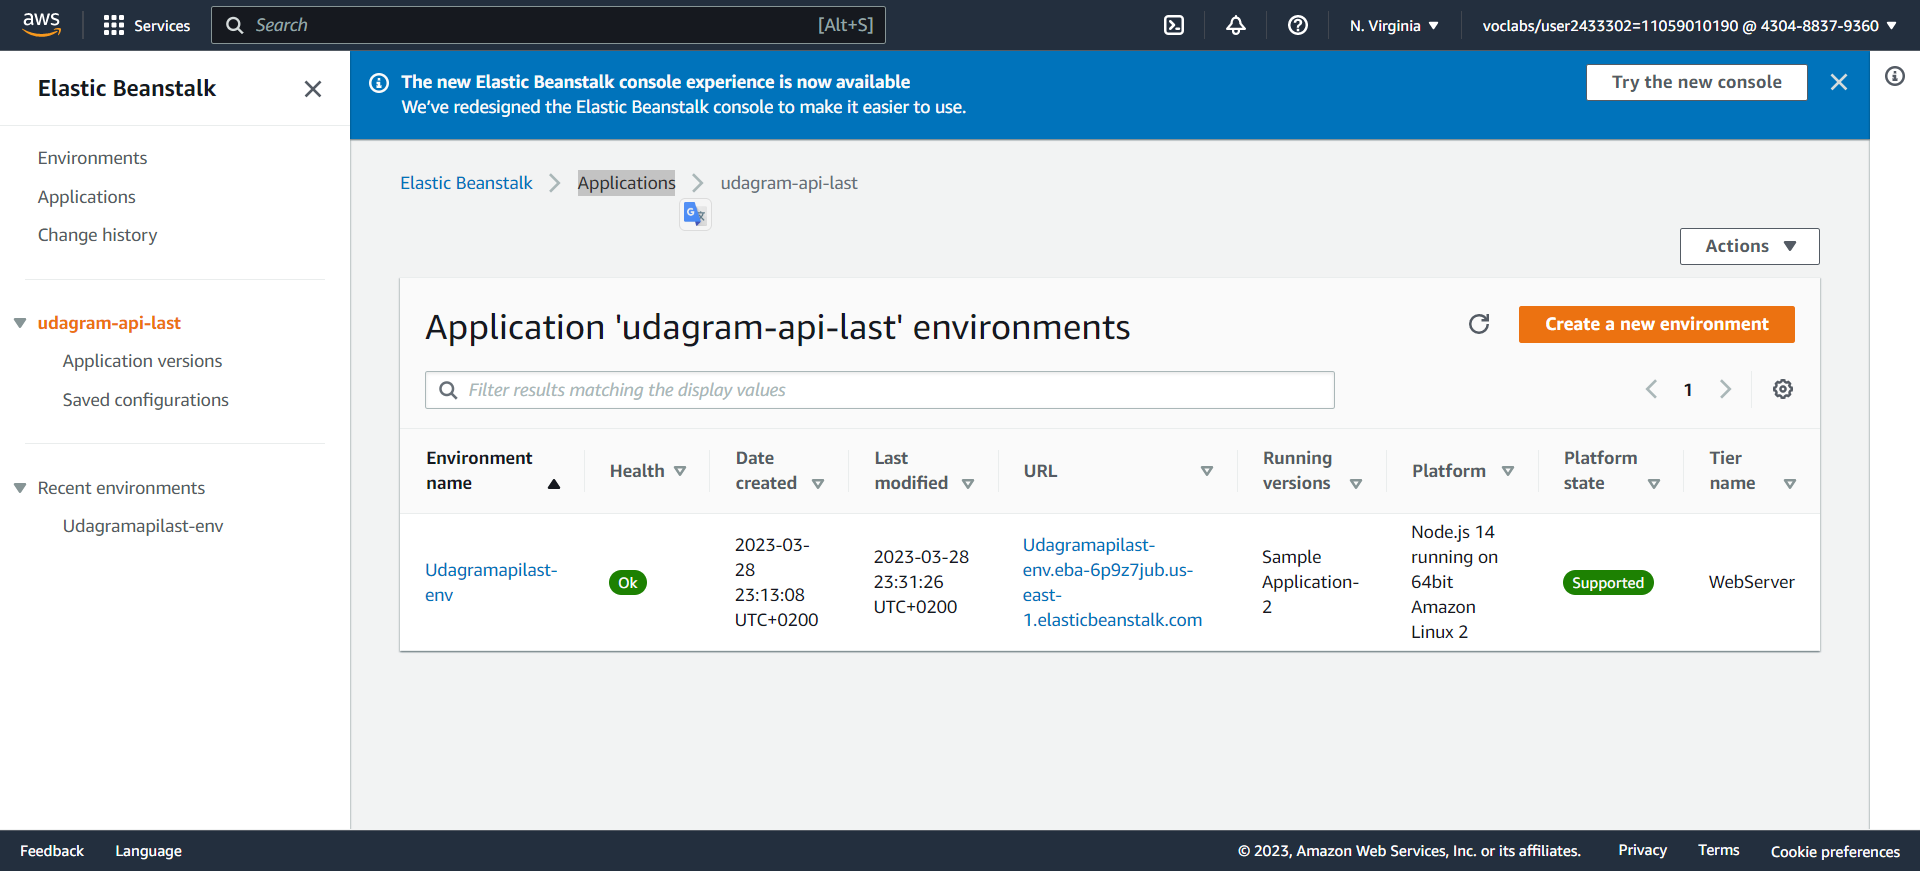 aws
Services
Search
[Alt+S]
N. Virginia
voclabs/user2433302=11059010190 @ 4304-8837-9360
Elastic Beanstalk
Environments
Applications
Change history
udagram-api-last
Application versions
Saved configurations
Recent environments
Udagramapilast-env
The new Elastic Beanstalk console experience is now available
We've redesigned the Elastic Beanstalk console to make it easier to use.
Try the new console
Elastic Beanstalk > Applications > udagram-api-last
Actions
Application 'udagram-api-last' environments
Create a new environment
Filter results matching the display values
1
Environment
name
Health
Date
created
Last
modified
URL
Running
versions
Platform
Platform
state
Tier
name
Udagramapilast-
env
Ok
2023-03-
28
23:13:08
UTC+0200
2023-03-28
23:31:26
UTC+0200
Udagramapilast-
env.eba-6p9z7jub.us-
east-
1.elasticbeanstalk.com
Sample
Application-
2
Node.js 14
running on
64bit
Amazon
Linux 2
Supported
WebServer
Feedback
Language
© 2023, Amazon Web Services, Inc. or its affiliates.
Privacy
Terms
Cookie preferences